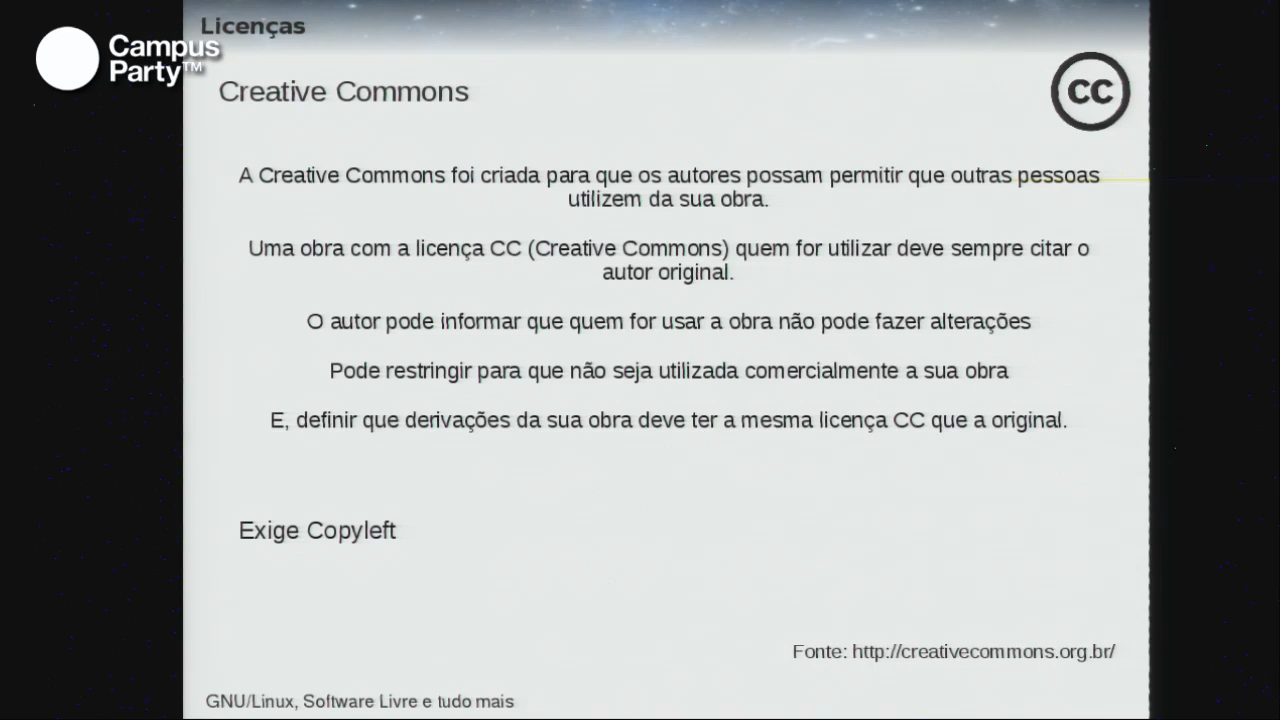 Licenças
Campus
Party™
Creative Commons
cc
A Creative Commons foi criada para que os autores possam permitir que outras pessoas
utilizem da sua obra.
Uma obra com a licença CC (Creative Commons) quem for utilizar deve sempre citar o
autor original.
O autor pode informar que quem for usar a obra não pode fazer alterações
Pode restringir para que não seja utilizada comercialmente a sua obra
E, definir que derivações da sua obra deve ter a mesma licença CC que a original.
Exige Copyleft
Fonte: http://creativecommons.org.br/
GNU/Linux, Software Livre e tudo mais